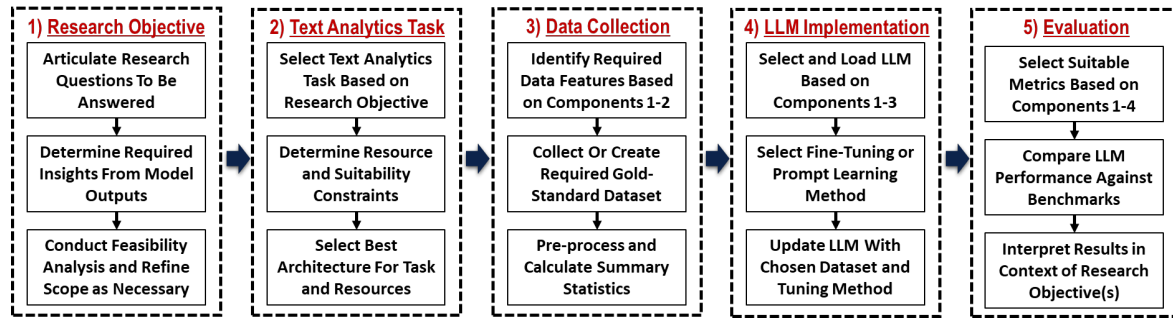 1) Research Objective
Articulate Research
Questions To Be
Answered
Determine Required
Insights From Model
Outputs
Conduct Feasibility
Analysis and Refine
Scope as Necessary
2) Text Analytics Task
Select Text Analytics
Task Based on
Research Objective
Determine Resource
and Suitability
Constraints
Select Best
Architecture For Task
and Resources
3) Data Collection
Identify Required
Data Features Based
on Components 1-2
Collect Or Create
Required Gold-
Standard Dataset
Pre-process and
Calculate Summary
Statistics
4) LLM Implementation
Select and Load LLM
Based on
Components 1-3
Select Fine-Tuning or
Prompt Learning
Method
Update LLM With
Chosen Dataset and
Tuning Method
5) Evaluation
Select Suitable
Metrics Based on
Components 1-4
Compare LLM
Performance Against
Benchmarks
Interpret Results in
Context of Research
Objective(s)